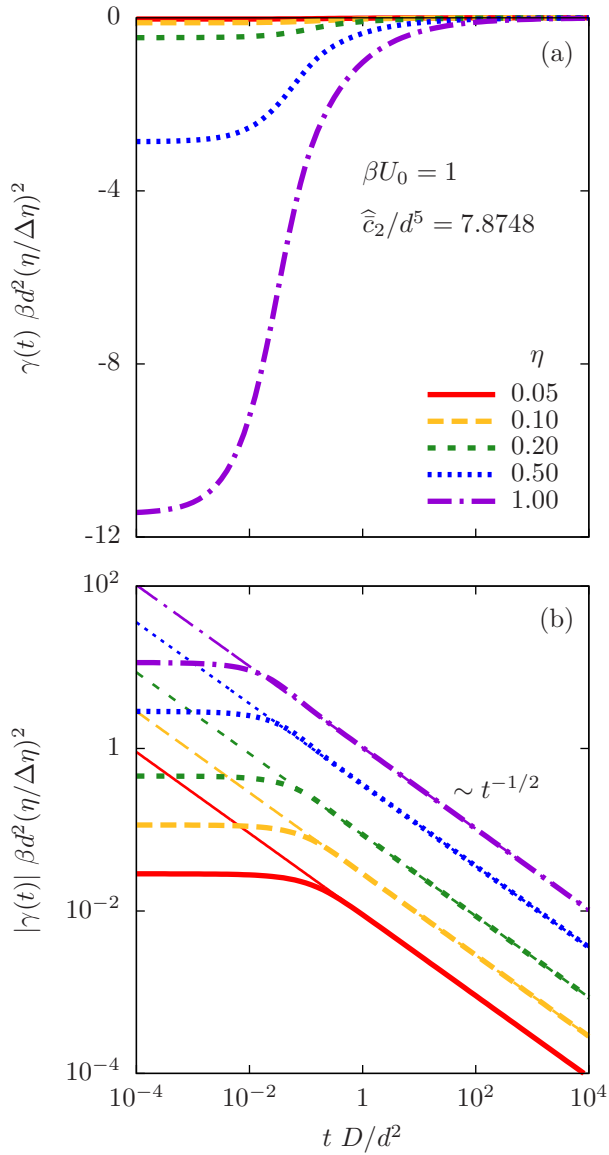 0
-4
-8
-12
γ(t) βd²(η/Δη)²
(a)
βU₀ = 1
ĉ̄₂/d⁵ = 7.8748
η
0.05
0.10
0.20
0.50
1.00
10²
1
10⁻²
10⁻⁴
|γ(t)| βd²(η/Δη)²
(b)
∼ t⁻¹/²
10⁻⁴ 10⁻² 1 10² 10⁴
t D/d²